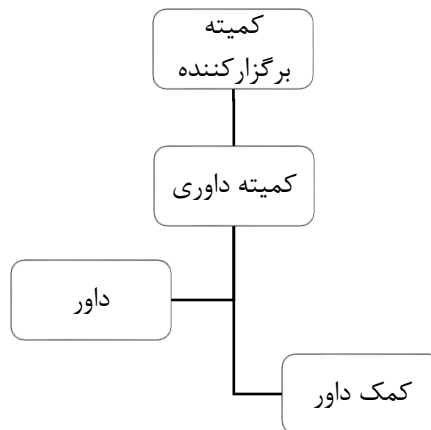 کمیته
برگزارکننده
کمیته داوری
داور
کمک داور